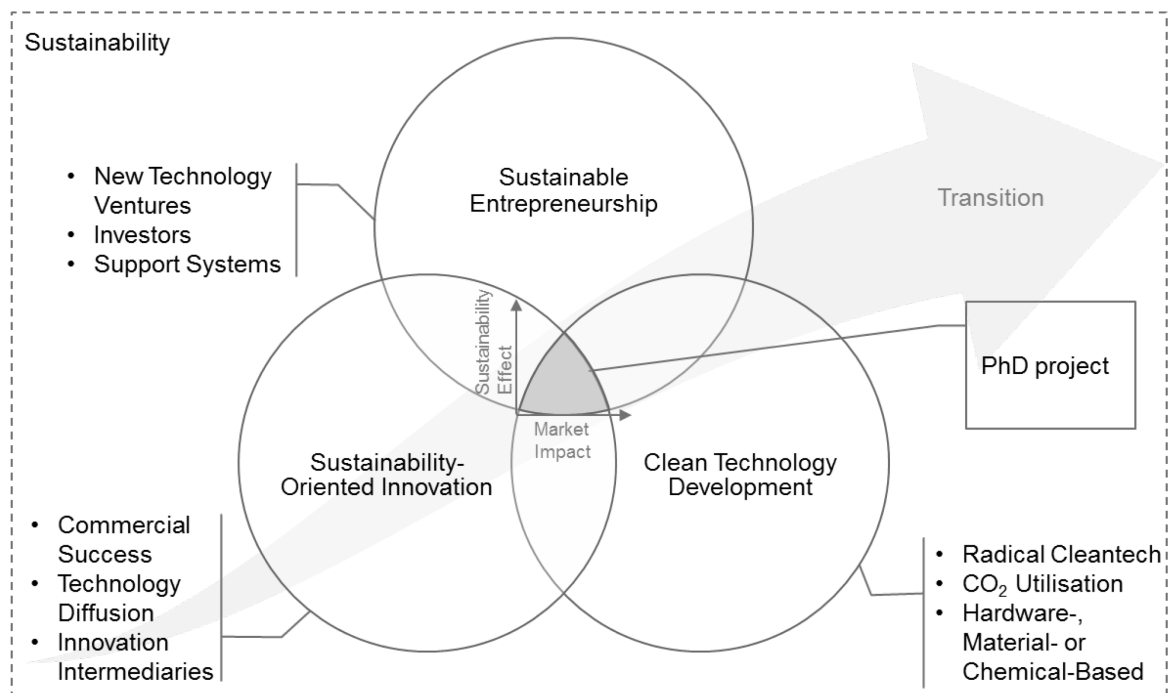 Sustainability
Sustainable
Entrepreneurship
• New Technology
Ventures
• Investors
• Support Systems
Transition
Sustainability
Effect
Market
Impact
PhD project
Sustainability-
Oriented Innovation
Clean Technology
Development
• Commercial
Success
• Technology
Diffusion
• Innovation
Intermediaries
• Radical Cleantech
• CO₂ Utilisation
• Hardware-,
Material- or
Chemical-Based